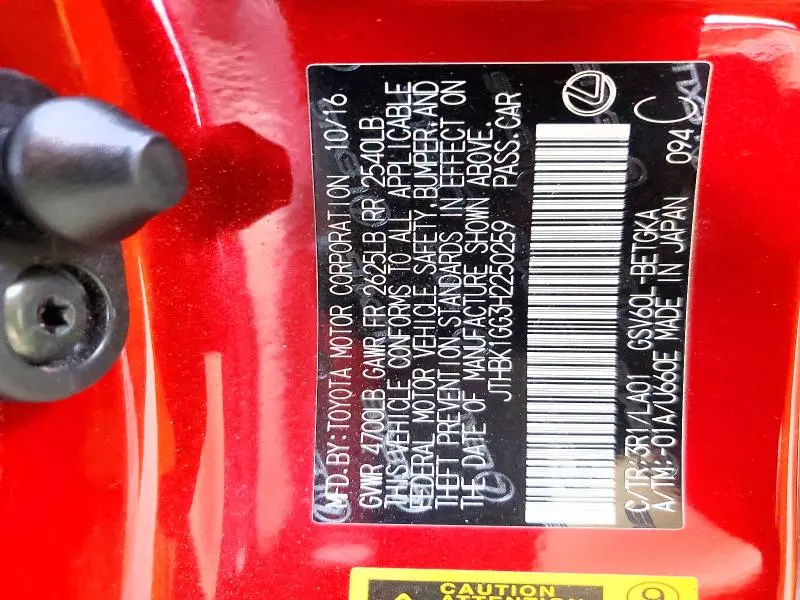 MFD. BY: TOYOTA MOTOR CORPORATION 10/16
GVWR 4700LB GAWR FR 2625LB RR 2540LB
THIS VEHICLE CONFORMS TO ALL APPLICABLE
FEDERAL MOTOR VEHICLE SAFETY, BUMPER, AND
THEFT PREVENTION STANDARDS IN EFFECT ON
THE DATE OF MANUFACTURE SHOWN ABOVE.
JTHBK1GG3H2250259 PASS. CAR
C/TR: 3R1/LA01 GSV60L-BETGKA
A/TM: -01A/U660E MADE IN JAPAN 094
CAUTION
ATTENTION